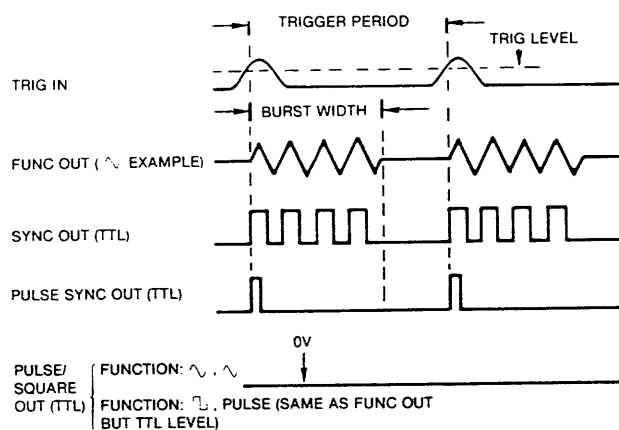 TRIGGER PERIOD
TRIG LEVEL
TRIG IN
BURST WIDTH
FUNC OUT ( ∿ EXAMPLE)
SYNC OUT (TTL)
PULSE SYNC OUT (TTL)
0V
PULSE/
SQUARE
OUT (TTL)
FUNCTION: ∿ , ∿
FUNCTION: ⎍ , PULSE (SAME AS FUNC OUT
BUT TTL LEVEL)